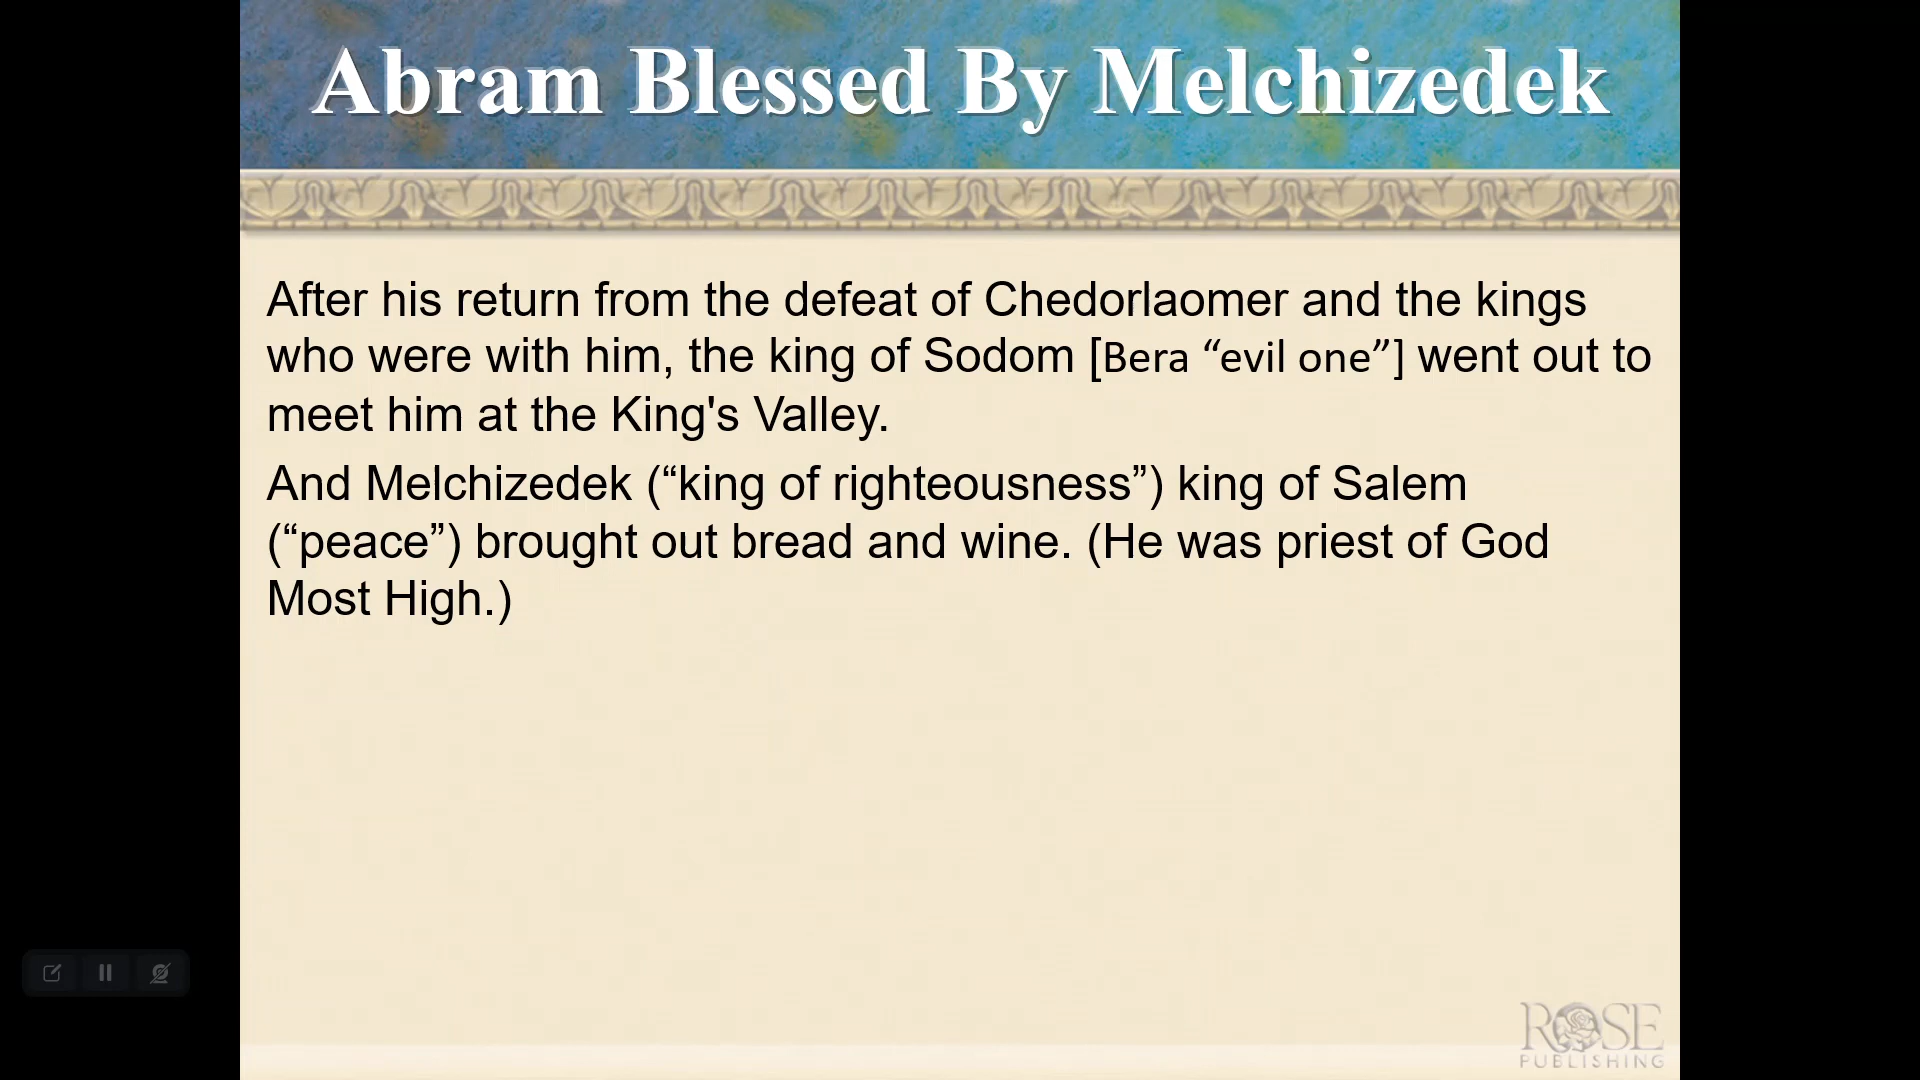 Abram Blessed By Melchizedek
After his return from the defeat of Chedorlaomer and the kings
who were with him, the king of Sodom [Bera “evil one”] went out to
meet him at the King's Valley.
And Melchizedek (“king of righteousness”) king of Salem
(“peace”) brought out bread and wine. (He was priest of God
Most High.)
ROSE
PUBLISHING